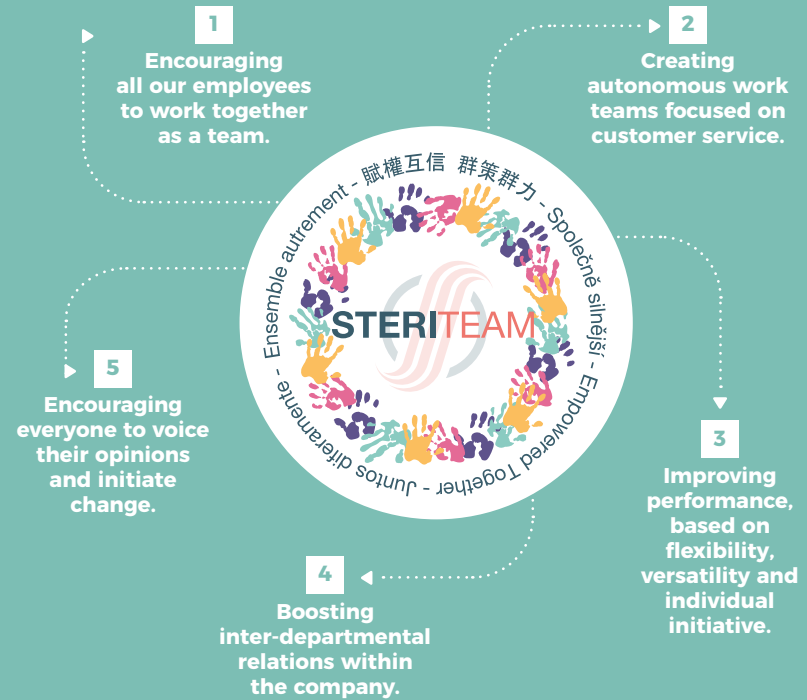 1
Encouraging
all our employees
to work together
as a team.
2
Creating
autonomous work
teams focused on
customer service.
Ensemble autrement - 賦權互信 群策群力 - Společně silnější - Empowered Together - Juntos diferamente -
STERITEAM
3
Improving
performance,
based on
flexibility,
versatility and
individual
initiative.
4
Boosting
inter-departmental
relations within
the company.
5
Encouraging
everyone to voice
their opinions
and initiate
change.